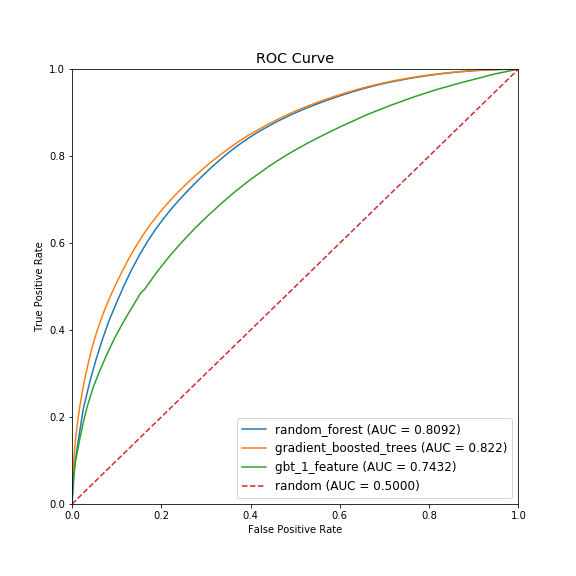 ROC Curve
1.0
0.8
0.6
0.4
0.2
0.0
True Positive Rate
random_forest (AUC = 0.8092)
gradient_boosted_trees (AUC = 0.822)
gbt_1_feature (AUC = 0.7432)
random (AUC = 0.5000)
0.0 0.2 0.4 0.6 0.8 1.0
False Positive Rate